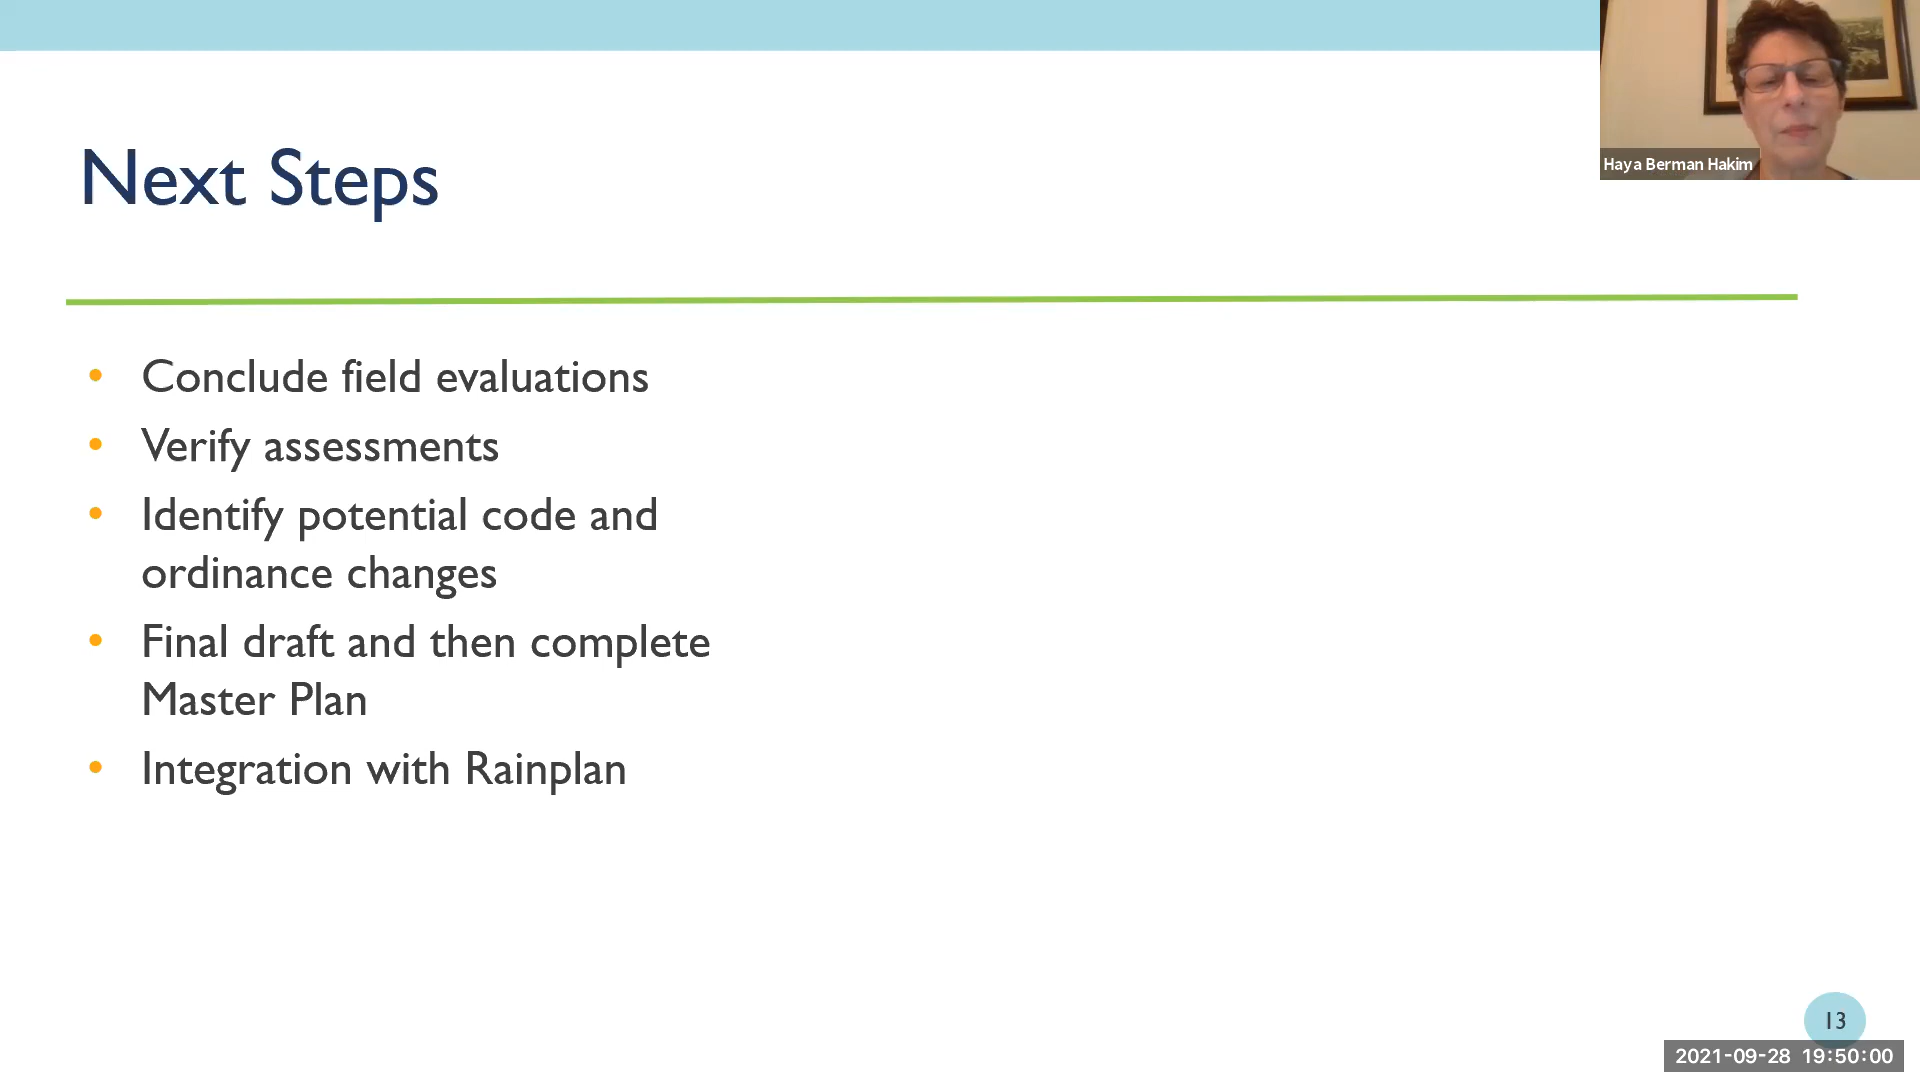 Haya Berman Hakim
Next Steps
• Conclude field evaluations
• Verify assessments
• Identify potential code and
ordinance changes
• Final draft and then complete
Master Plan
• Integration with Rainplan
13
2021-09-28 19:50:00